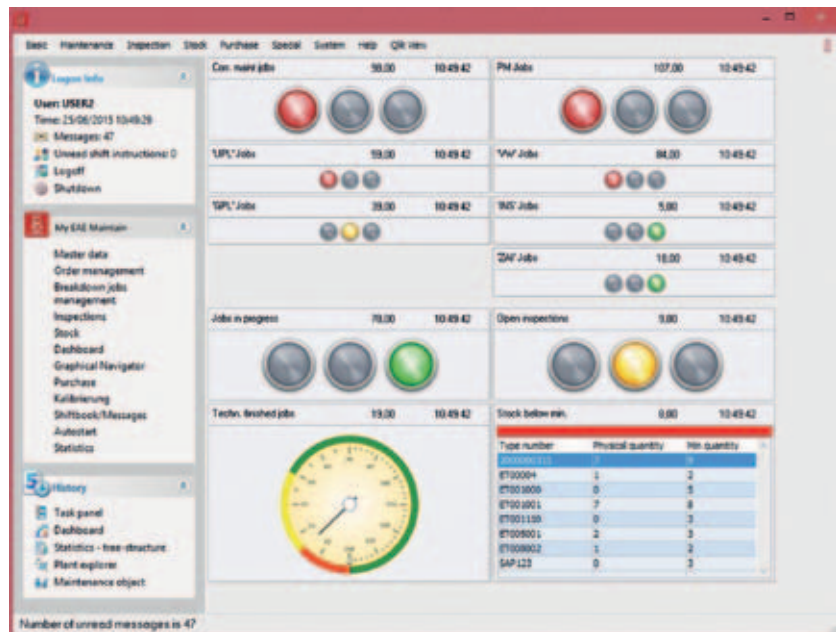 Basic Maintenance Inspection Stock Purchase Special System Help Qlik View
Logon Info
User: USER2
Time: 25/06/2015 10:49:29
Messages: 47
Unread shift instructions: 0
Logoff
Shutdown
My EAE Maintain
Master data
Order management
Breakdown jobs
management
Inspections
Stock
Dashboard
Graphical Navigator
Purchase
Kalibrierung
Shiftbook/Messages
Autostart
Statistics
History
Task panel
Dashboard
Statistics - tree-structure
Plant explorer
Maintenance object
Corr. maint jobs 98,00 10:49:42
PM Jobs 107,00 10:49:42
"UPL" Jobs 59,00 10:49:42
"VW" Jobs 84,00 10:49:42
"GPL" Jobs 39,00 10:49:42
"INS" Jobs 5,00 10:49:42
"ZAI" Jobs 18,00 10:49:42
Jobs in progress 78,00 10:49:42
Open inspections 9,00 10:49:42
Techn. finished jobs 19,00 10:49:42
Stock below min. 8,00 10:49:42
Type number Physical quantity Min quantity
7
ET00004 1 2
ET001000 0 5
ET001001 7 8
ET001100 0 3
ET005001 2 3
ET008002 1 2
SAP123 0 3
Number of unread messages is 47